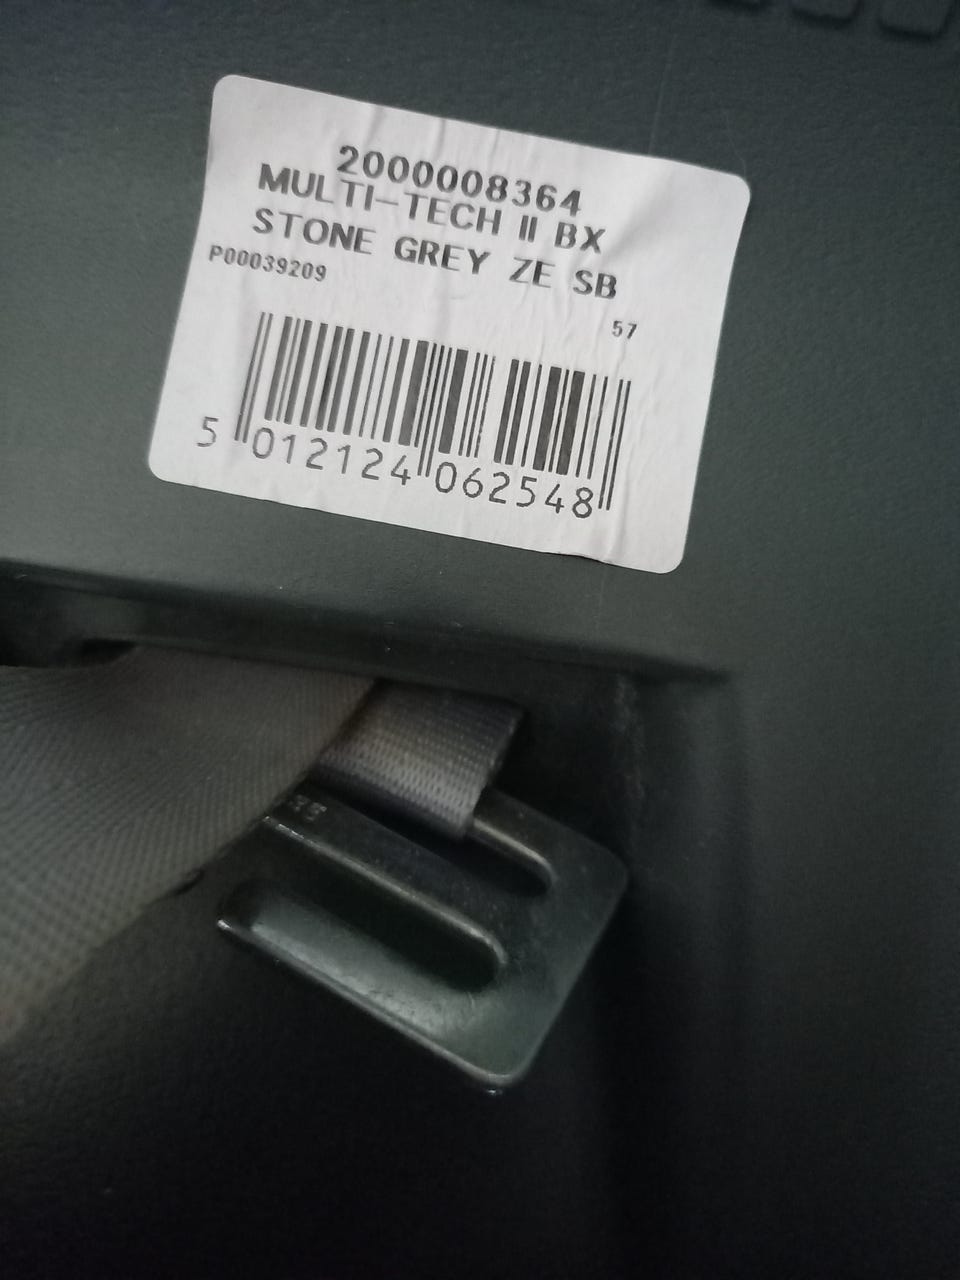 2000008364
MULTI-TECH II BX
STONE GREY ZE SB
P00039209
57
5 012124 062548